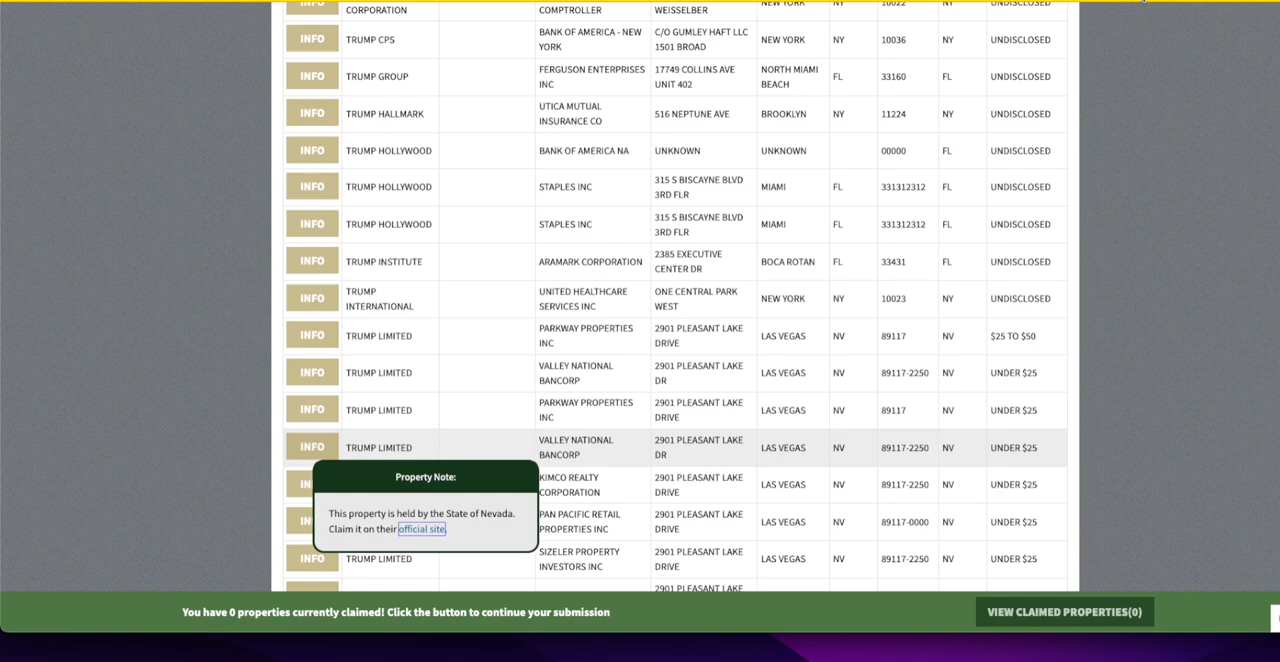 INFO CORPORATION COMPTROLLER WEISSELBER NEW YORK NY 10022 NY UNDISCLOSED
INFO TRUMP CPS BANK OF AMERICA - NEW YORK C/O GUMLEY HAFT LLC 1501 BROAD NEW YORK NY 10036 NY UNDISCLOSED
INFO TRUMP GROUP FERGUSON ENTERPRISES INC 17749 COLLINS AVE UNIT 402 NORTH MIAMI BEACH FL 33160 FL UNDISCLOSED
INFO TRUMP HALLMARK UTICA MUTUAL INSURANCE CO 516 NEPTUNE AVE BROOKLYN NY 11224 NY UNDISCLOSED
INFO TRUMP HOLLYWOOD BANK OF AMERICA NA UNKNOWN UNKNOWN 00000 FL UNDISCLOSED
INFO TRUMP HOLLYWOOD STAPLES INC 315 S BISCAYNE BLVD 3RD FLR MIAMI FL 331312312 FL UNDISCLOSED
INFO TRUMP HOLLYWOOD STAPLES INC 315 S BISCAYNE BLVD 3RD FLR MIAMI FL 331312312 FL UNDISCLOSED
INFO TRUMP INSTITUTE ARAMARK CORPORATION 2385 EXECUTIVE CENTER DR BOCA ROTAN FL 33431 FL UNDISCLOSED
INFO TRUMP INTERNATIONAL UNITED HEALTHCARE SERVICES INC ONE CENTRAL PARK WEST NEW YORK NY 10023 NY UNDISCLOSED
INFO TRUMP LIMITED PARKWAY PROPERTIES INC 2901 PLEASANT LAKE DRIVE LAS VEGAS NV 89117 NV $25 TO $50
INFO TRUMP LIMITED VALLEY NATIONAL BANCORP 2901 PLEASANT LAKE DR LAS VEGAS NV 89117-2250 NV UNDER $25
INFO TRUMP LIMITED PARKWAY PROPERTIES INC 2901 PLEASANT LAKE DRIVE LAS VEGAS NV 89117 NV UNDER $25
INFO TRUMP LIMITED VALLEY NATIONAL BANCORP 2901 PLEASANT LAKE DR LAS VEGAS NV 89117-2250 NV UNDER $25
Property Note:
This property is held by the State of Nevada.
Claim it on their official site.
KIMCO REALTY CORPORATION 2901 PLEASANT LAKE DRIVE LAS VEGAS NV 89117-2250 NV UNDER $25
PAN PACIFIC RETAIL PROPERTIES INC 2901 PLEASANT LAKE DRIVE LAS VEGAS NV 89117-0000 NV UNDER $25
INFO TRUMP LIMITED SIZELER PROPERTY INVESTORS INC 2901 PLEASANT LAKE DRIVE LAS VEGAS NV 89117-2250 NV UNDER $25
2901 PLEASANT LAKE
You have 0 properties currently claimed! Click the button to continue your submission
VIEW CLAIMED PROPERTIES(0)